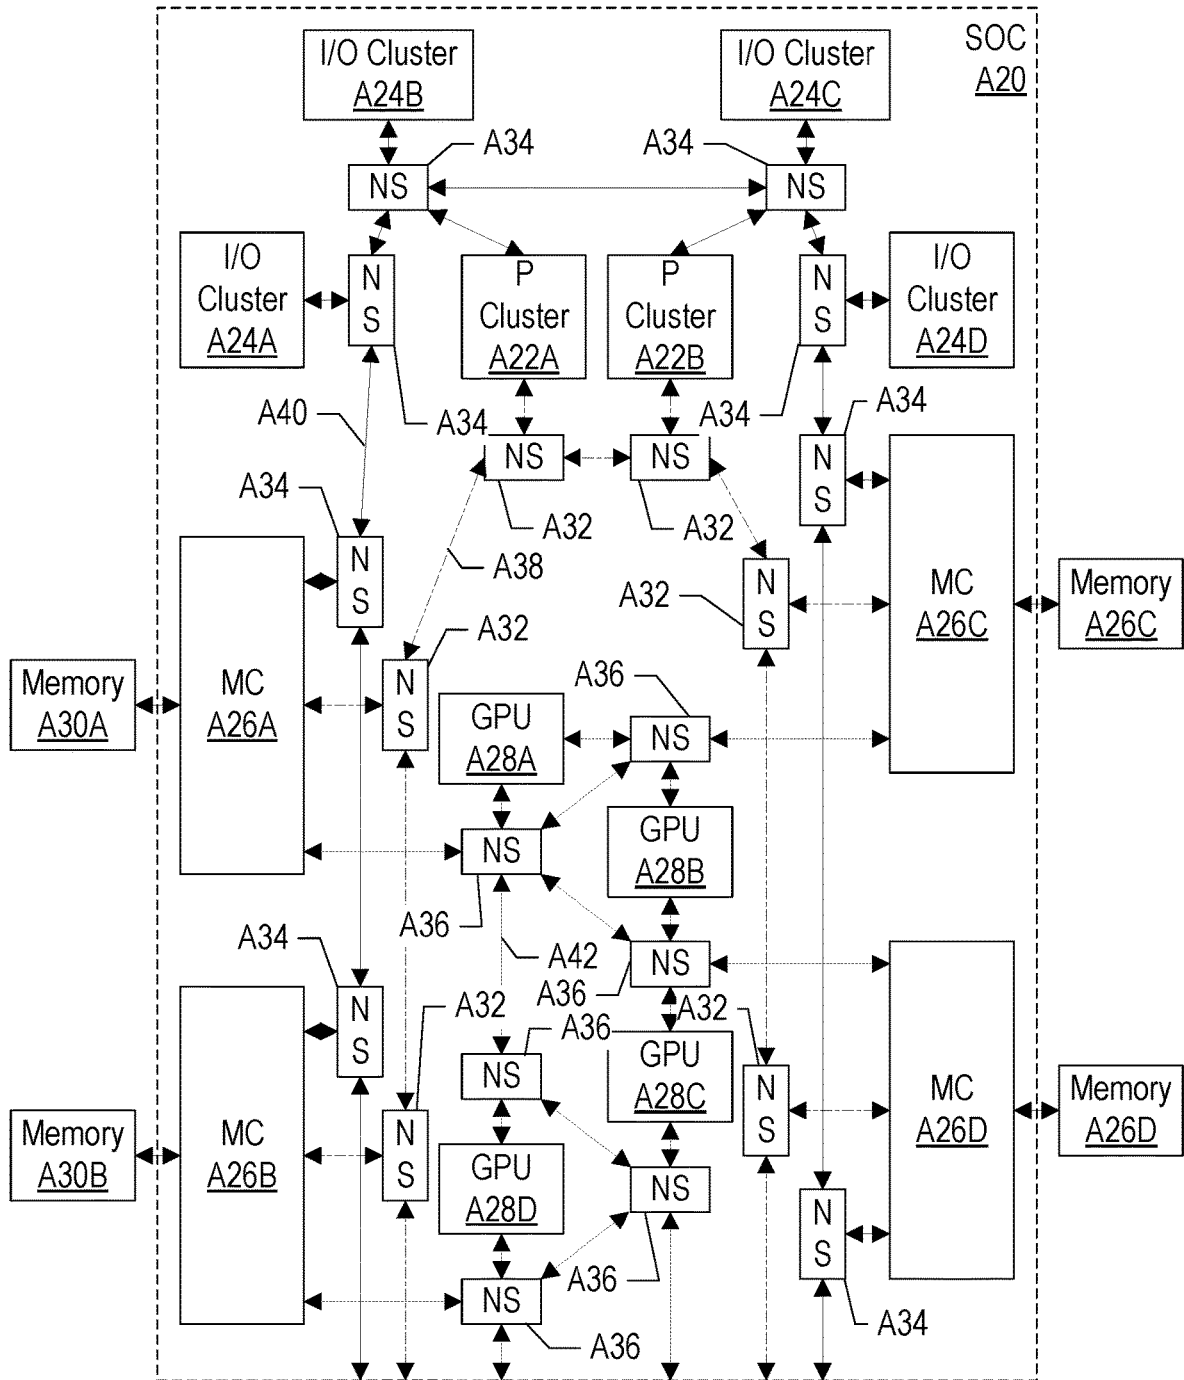 I/O Cluster
A24B
I/O Cluster
A24C
SOC
A20
A34
A34
NS
NS
I/O
Cluster
A24A
N
S
P
Cluster
A22A
P
Cluster
A22B
N
S
I/O
Cluster
A24D
A40
A34
A34
A34
NS
NS
N
S
A34
A32
A32
N
S
A38
MC
A26C
Memory
A26C
A32
N
S
A32
N
S
Memory
A30A
MC
A26A
A36
GPU
A28A
NS
NS
GPU
A28B
A36
A42
A34
NS
A36
N
S
A32
A36
A32
MC
A26B
NS
GPU
A28C
N
S
MC
A26D
Memory
A26D
Memory
A30B
N
S
GPU
A28D
NS
N
S
A36
NS
A34
A36